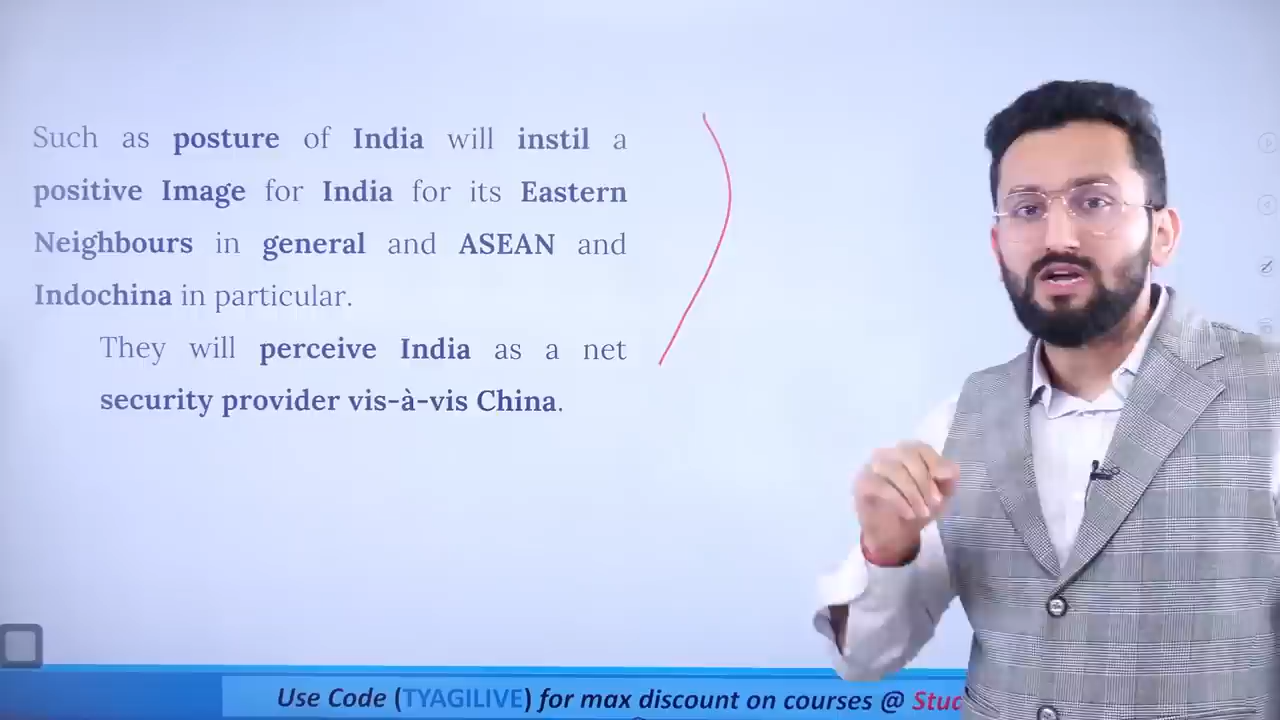 Such as posture of India will instil a
positive Image for India for its Eastern
Neighbours in general and ASEAN and
Indochina in particular.
They will perceive India as a net
security provider vis-à-vis China.
Use Code (TYAGILIVE) for max discount on courses @